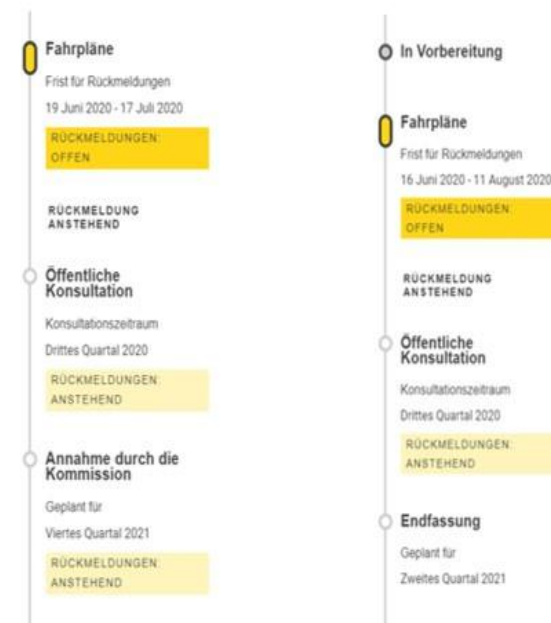 Fahrpläne
Frist für Rückmeldungen
19 Juni 2020 - 17 Juli 2020
RÜCKMELDUNGEN:
OFFEN
RÜCKMELDUNG
ANSTEHEND
Öffentliche
Konsultation
Konsultationszeitraum
Drittes Quartal 2020
RÜCKMELDUNGEN:
ANSTEHEND
Annahme durch die
Kommission
Geplant für
Viertes Quartal 2021
RÜCKMELDUNGEN:
ANSTEHEND
In Vorbereitung
Fahrpläne
Frist für Rückmeldungen
16 Juni 2020 - 11 August 2020
RÜCKMELDUNGEN:
OFFEN
RÜCKMELDUNG
ANSTEHEND
Öffentliche
Konsultation
Konsultationszeitraum
Drittes Quartal 2020
RÜCKMELDUNGEN:
ANSTEHEND
Endfassung
Geplant für
Zweites Quartal 2021